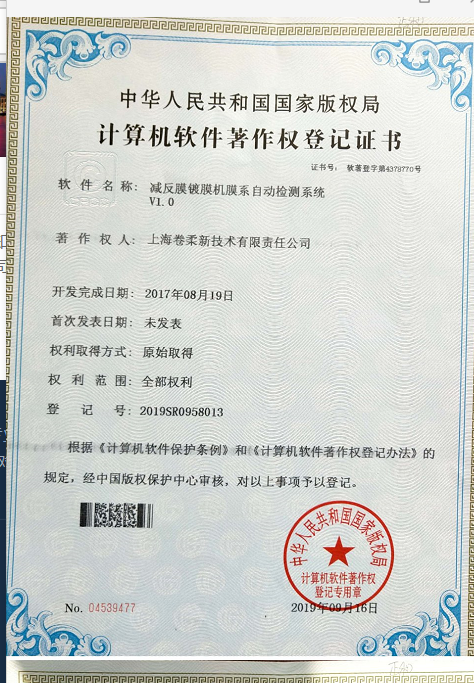 中华人民共和国国家版权局
计算机软件著作权登记证书
证书号: 软著登字第4378770号
软件名称: 减反膜镀膜机膜系自动检测系统
V1.0
著作权人: 上海卷柔新技术有限责任公司
开发完成日期: 2017年08月19日
首次发表日期: 未发表
权利取得方式: 原始取得
权利范围: 全部权利
登记号: 2019SR0958013
根据《计算机软件保护条例》和《计算机软件著作权登记办法》的
规定,经中国版权保护中心审核,对以上事项予以登记。
中华人民共和国国家版权局
计算机软件著作权
登记专用章
No. 04539477
2019年09月16日